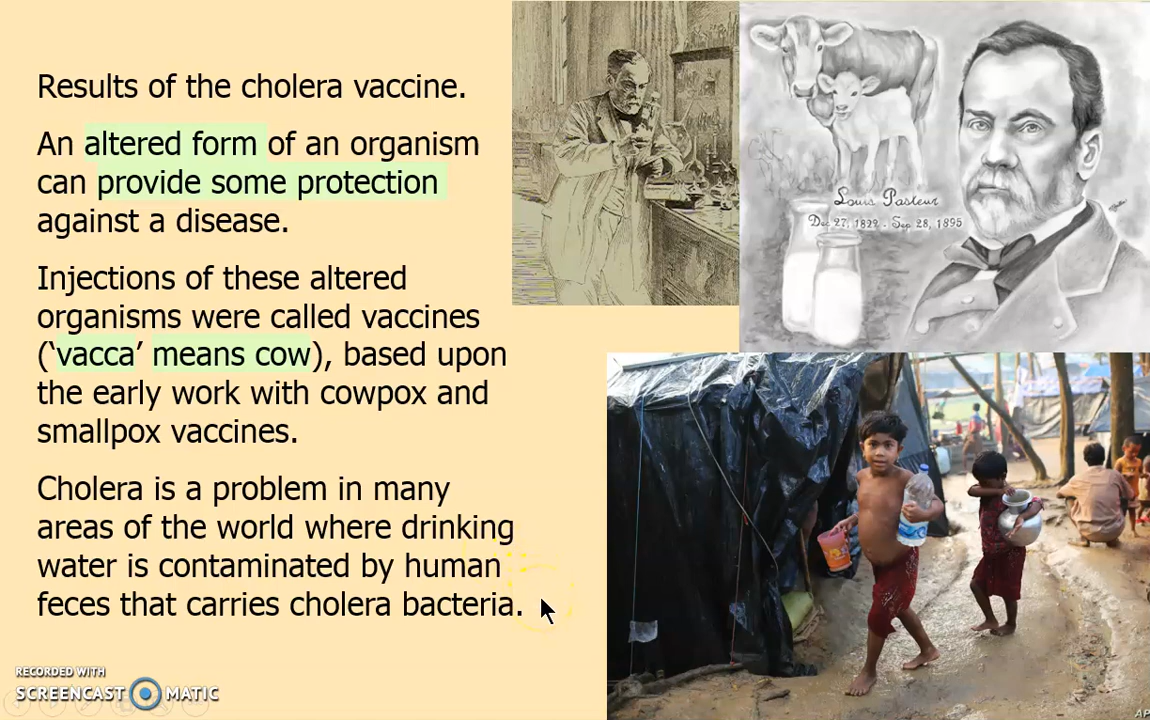 Results of the cholera vaccine.
An altered form of an organism
can provide some protection
against a disease.
Injections of these altered
organisms were called vaccines
(‘vacca’ means cow), based upon
the early work with cowpox and
smallpox vaccines.
Cholera is a problem in many
areas of the world where drinking
water is contaminated by human
feces that carries cholera bacteria.
Louis Pasteur
Dec 27, 1822 - Sep 28, 1895
RECORDED WITH
SCREENCAST MATIC
AP